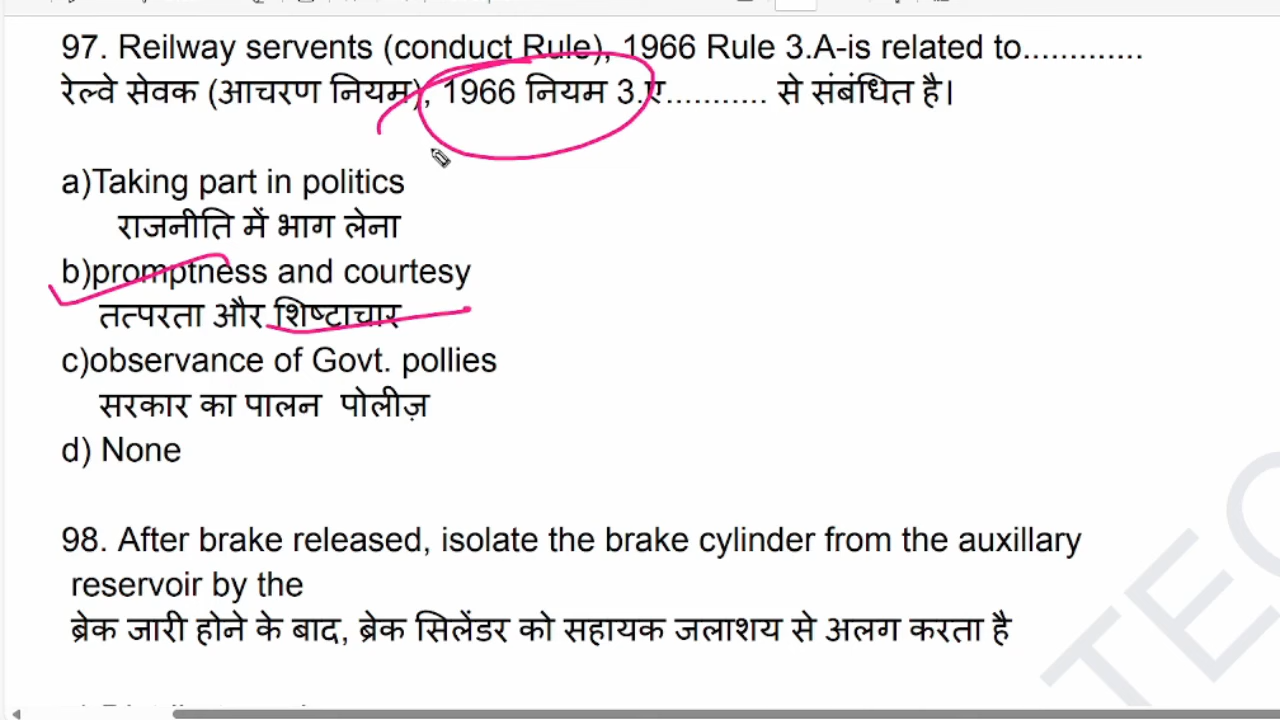 97. Reilway servents (conduct Rule), 1966 Rule 3.A-is related to.............
रेल्वे सेवक (आचरण नियम), 1966 नियम 3.ए........... से संबंधित है।
a)Taking part in politics
राजनीति में भाग लेना
b)promptness and courtesy
तत्परता और शिष्टाचार
c)observance of Govt. pollies
सरकार का पालन पोलीज़
d) None
98. After brake released, isolate the brake cylinder from the auxillary
reservoir by the
ब्रेक जारी होने के बाद, ब्रेक सिलेंडर को सहायक जलाशय से अलग करता है